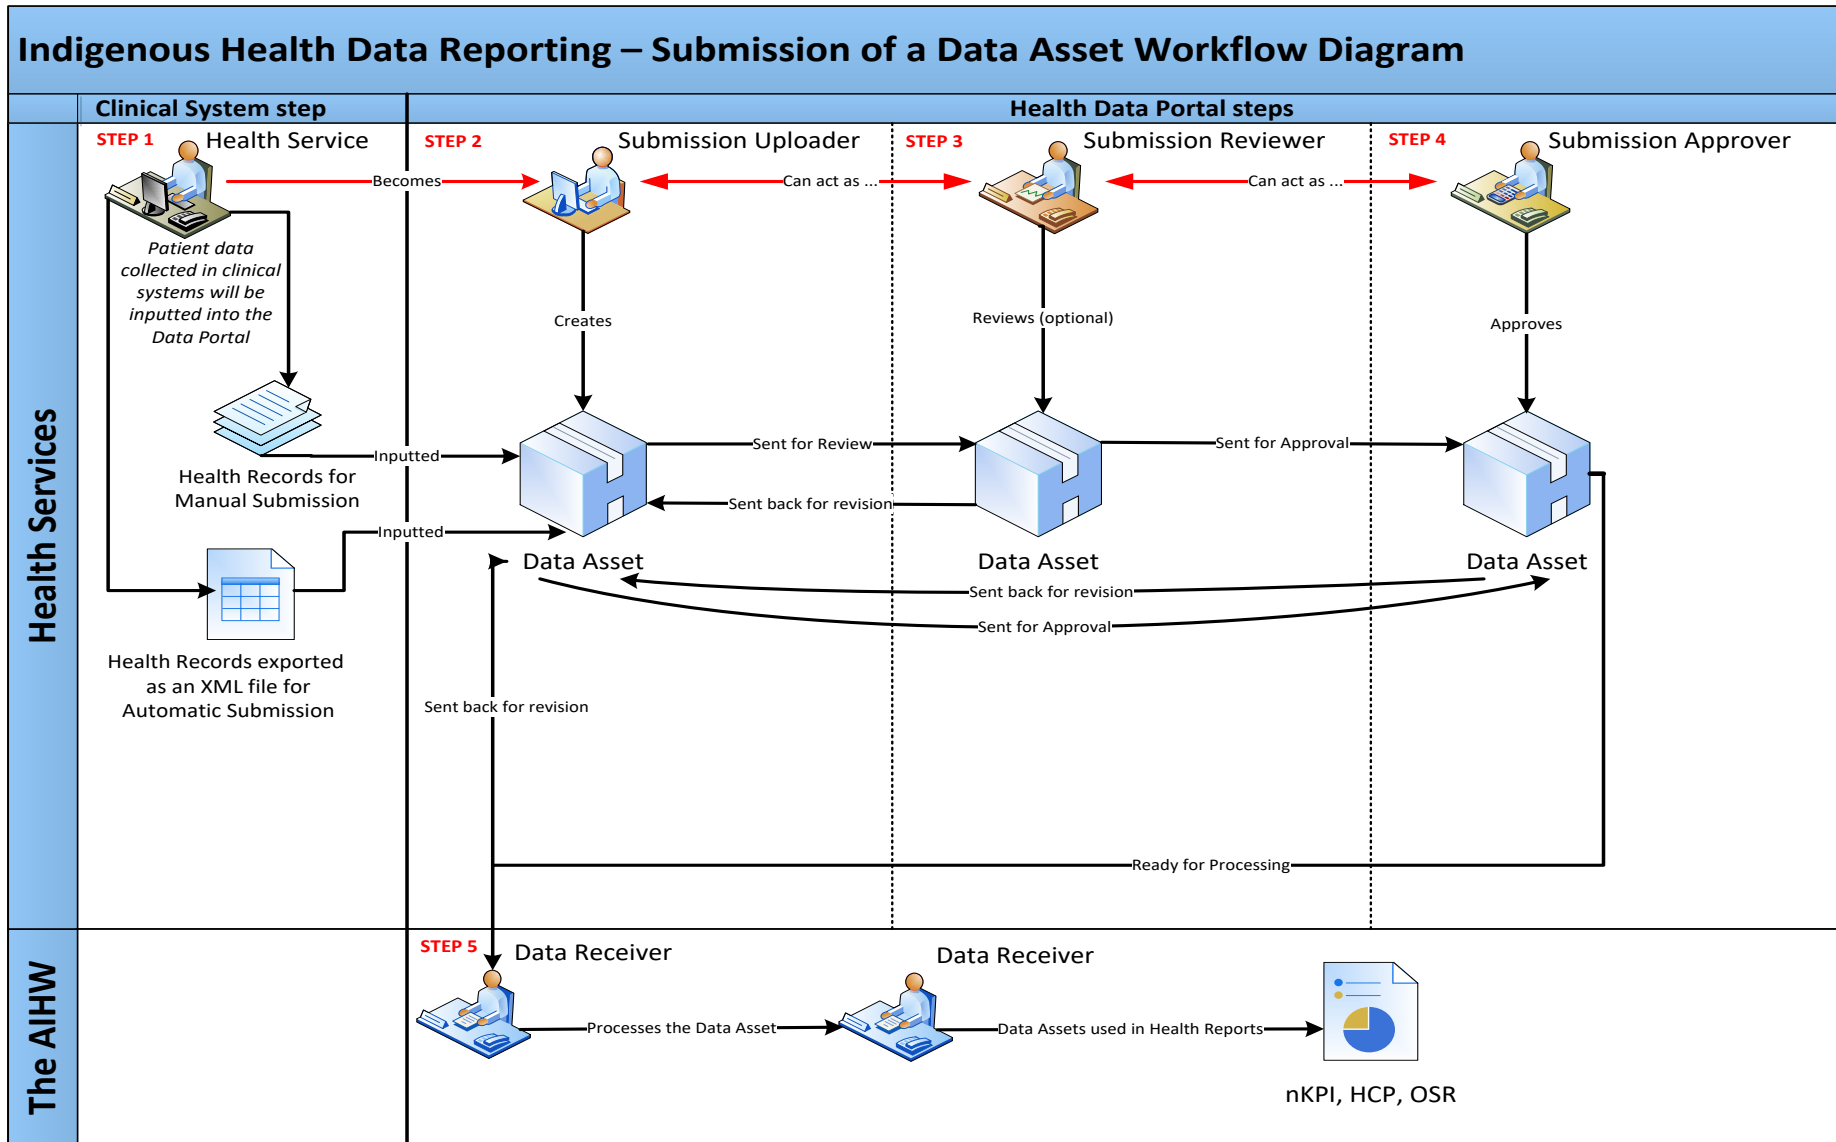 Indigenous Health Data Reporting – Submission of a Data Asset Workflow Diagram
Clinical System step
Health Data Portal steps
Health Services
STEP 1
Health Service
STEP 2
Submission Uploader
STEP 3
Submission Reviewer
STEP 4
Submission Approver
Becomes
Can act as ...
Can act as ...
Patient data
collected in clinical
systems will be
inputted into the
Data Portal
Creates
Reviews (optional)
Approves
Health Records for
Manual Submission
Inputted
Sent for Review
Sent for Approval
Sent back for revision
Inputted
Data Asset
Data Asset
Data Asset
Sent back for revision
Sent for Approval
Health Records exported
as an XML file for
Automatic Submission
Sent back for revision
Ready for Processing
The AIHW
STEP 5
Data Receiver
Data Receiver
Processes the Data Asset
Data Assets used in Health Reports
nKPI, HCP, OSR